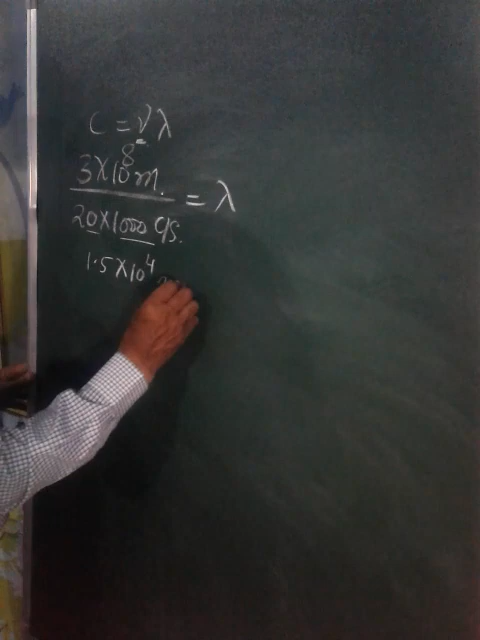 c = νλ
3×10⁸ m.
20×1000 c/s. = λ
1.5×10⁴